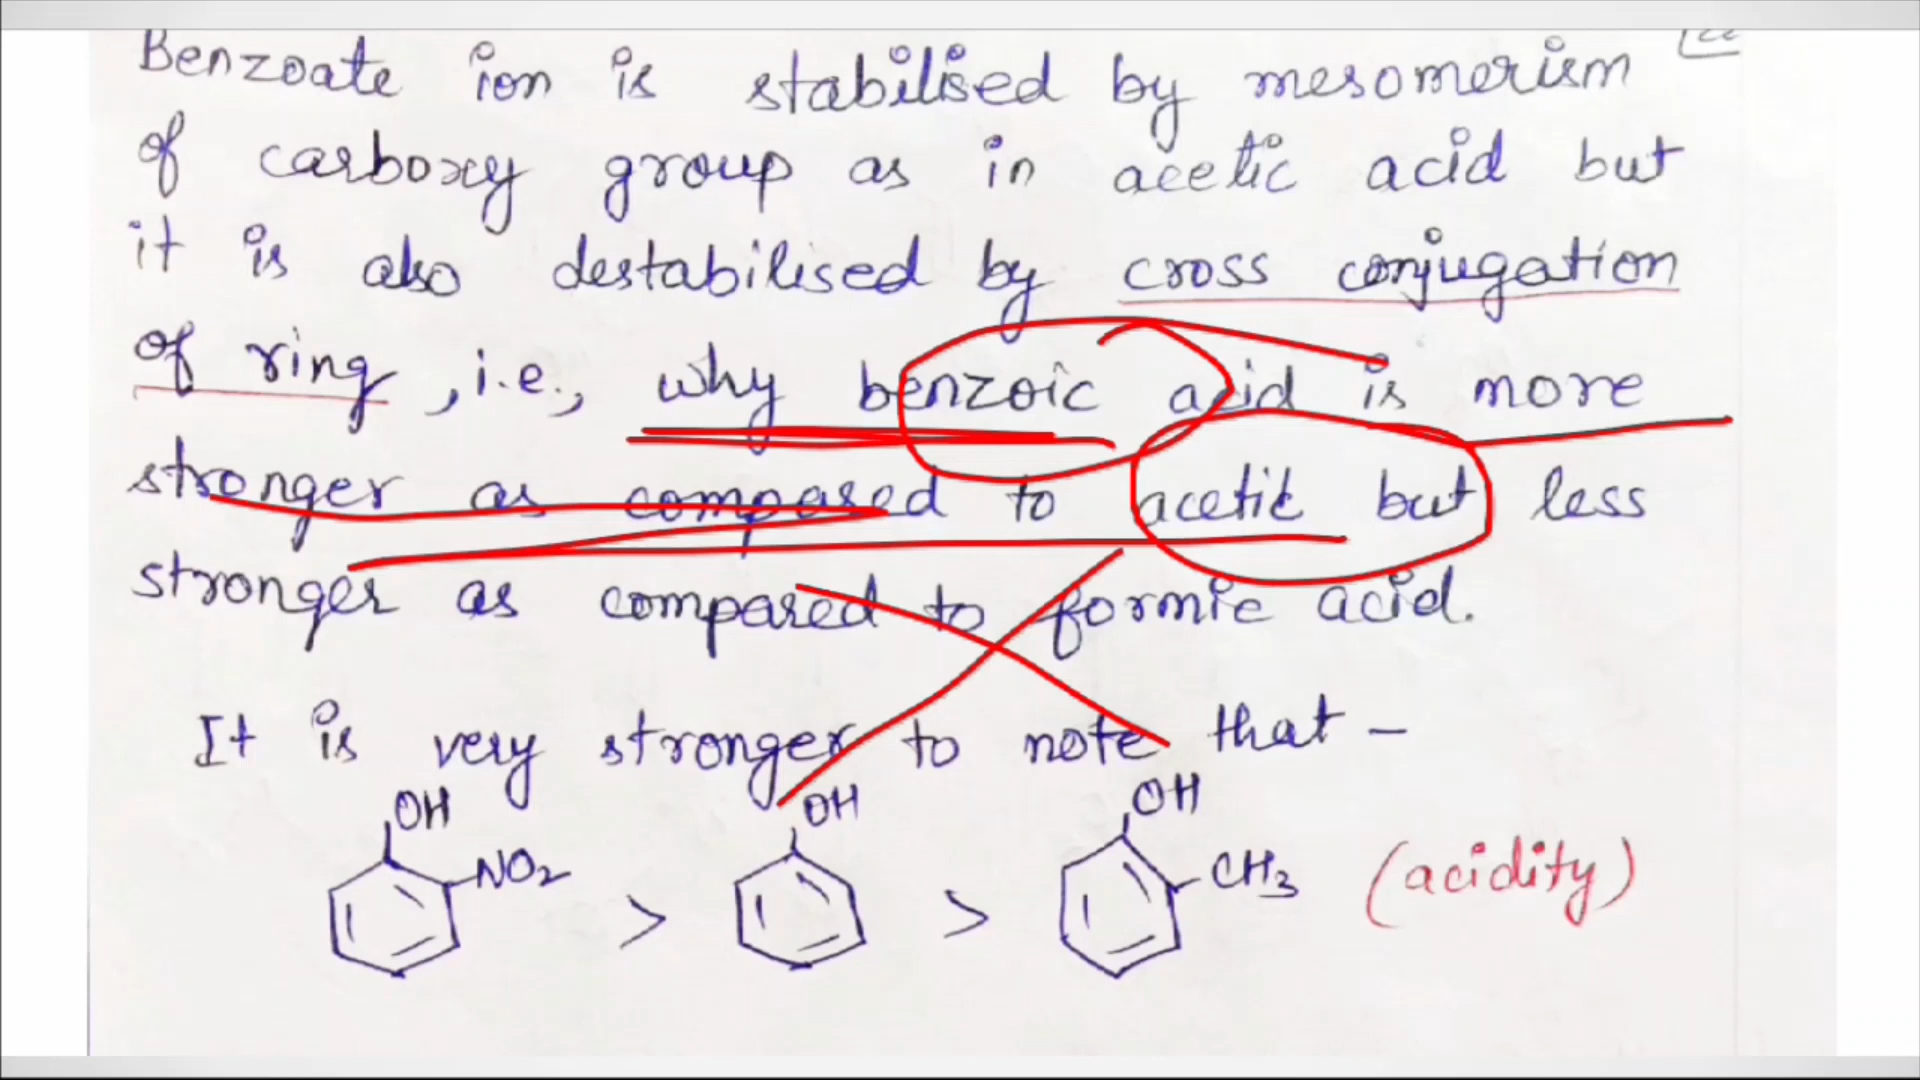 Benzoate ion is stabilised by mesomerism
of carboxy group as in acetic acid but
it is also destabilised by cross conjugation
of ring, i.e., why benzoic acid is more
stronger as compared to acetic but less
stronger as compared to formic acid.
It is very stronger to note that -
OH OH OH
NO2 > > CH3 (acidity)